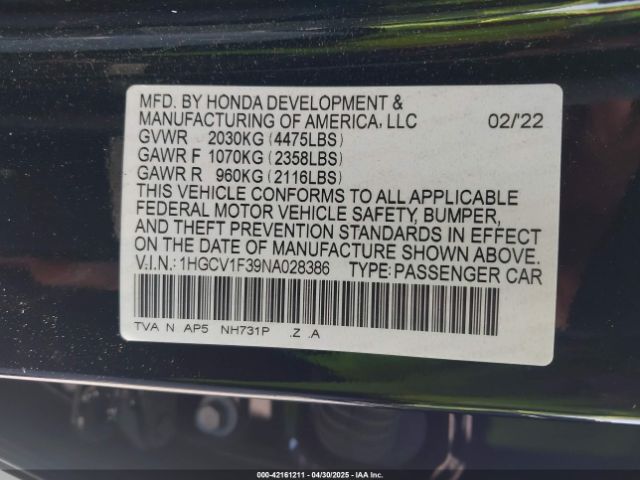 MFD. BY HONDA DEVELOPMENT &
MANUFACTURING OF AMERICA, LLC 02/'22
GVWR 2030KG (4475LBS)
GAWR F 1070KG (2358LBS)
GAWR R 960KG (2116LBS)
THIS VEHICLE CONFORMS TO ALL APPLICABLE
FEDERAL MOTOR VEHICLE SAFETY, BUMPER,
AND THEFT PREVENTION STANDARDS IN EFFECT
ON THE DATE OF MANUFACTURE SHOWN ABOVE.
V.I.N.: 1HGCV1F39NA028386 TYPE: PASSENGER CAR
TVA N AP5 NH731P .Z .A
000-42161211 - 04/30/2025 - IAA Inc.